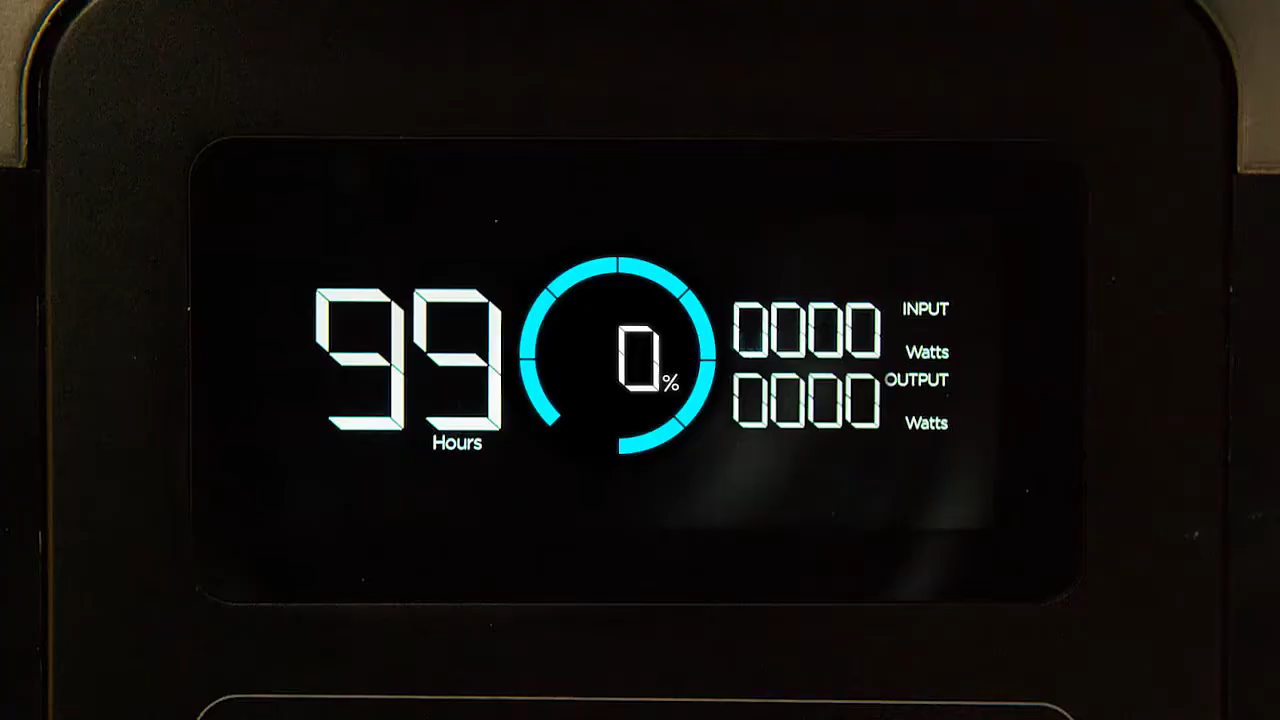 99
Hours
0%
0000 INPUT
Watts
0000 OUTPUT
Watts